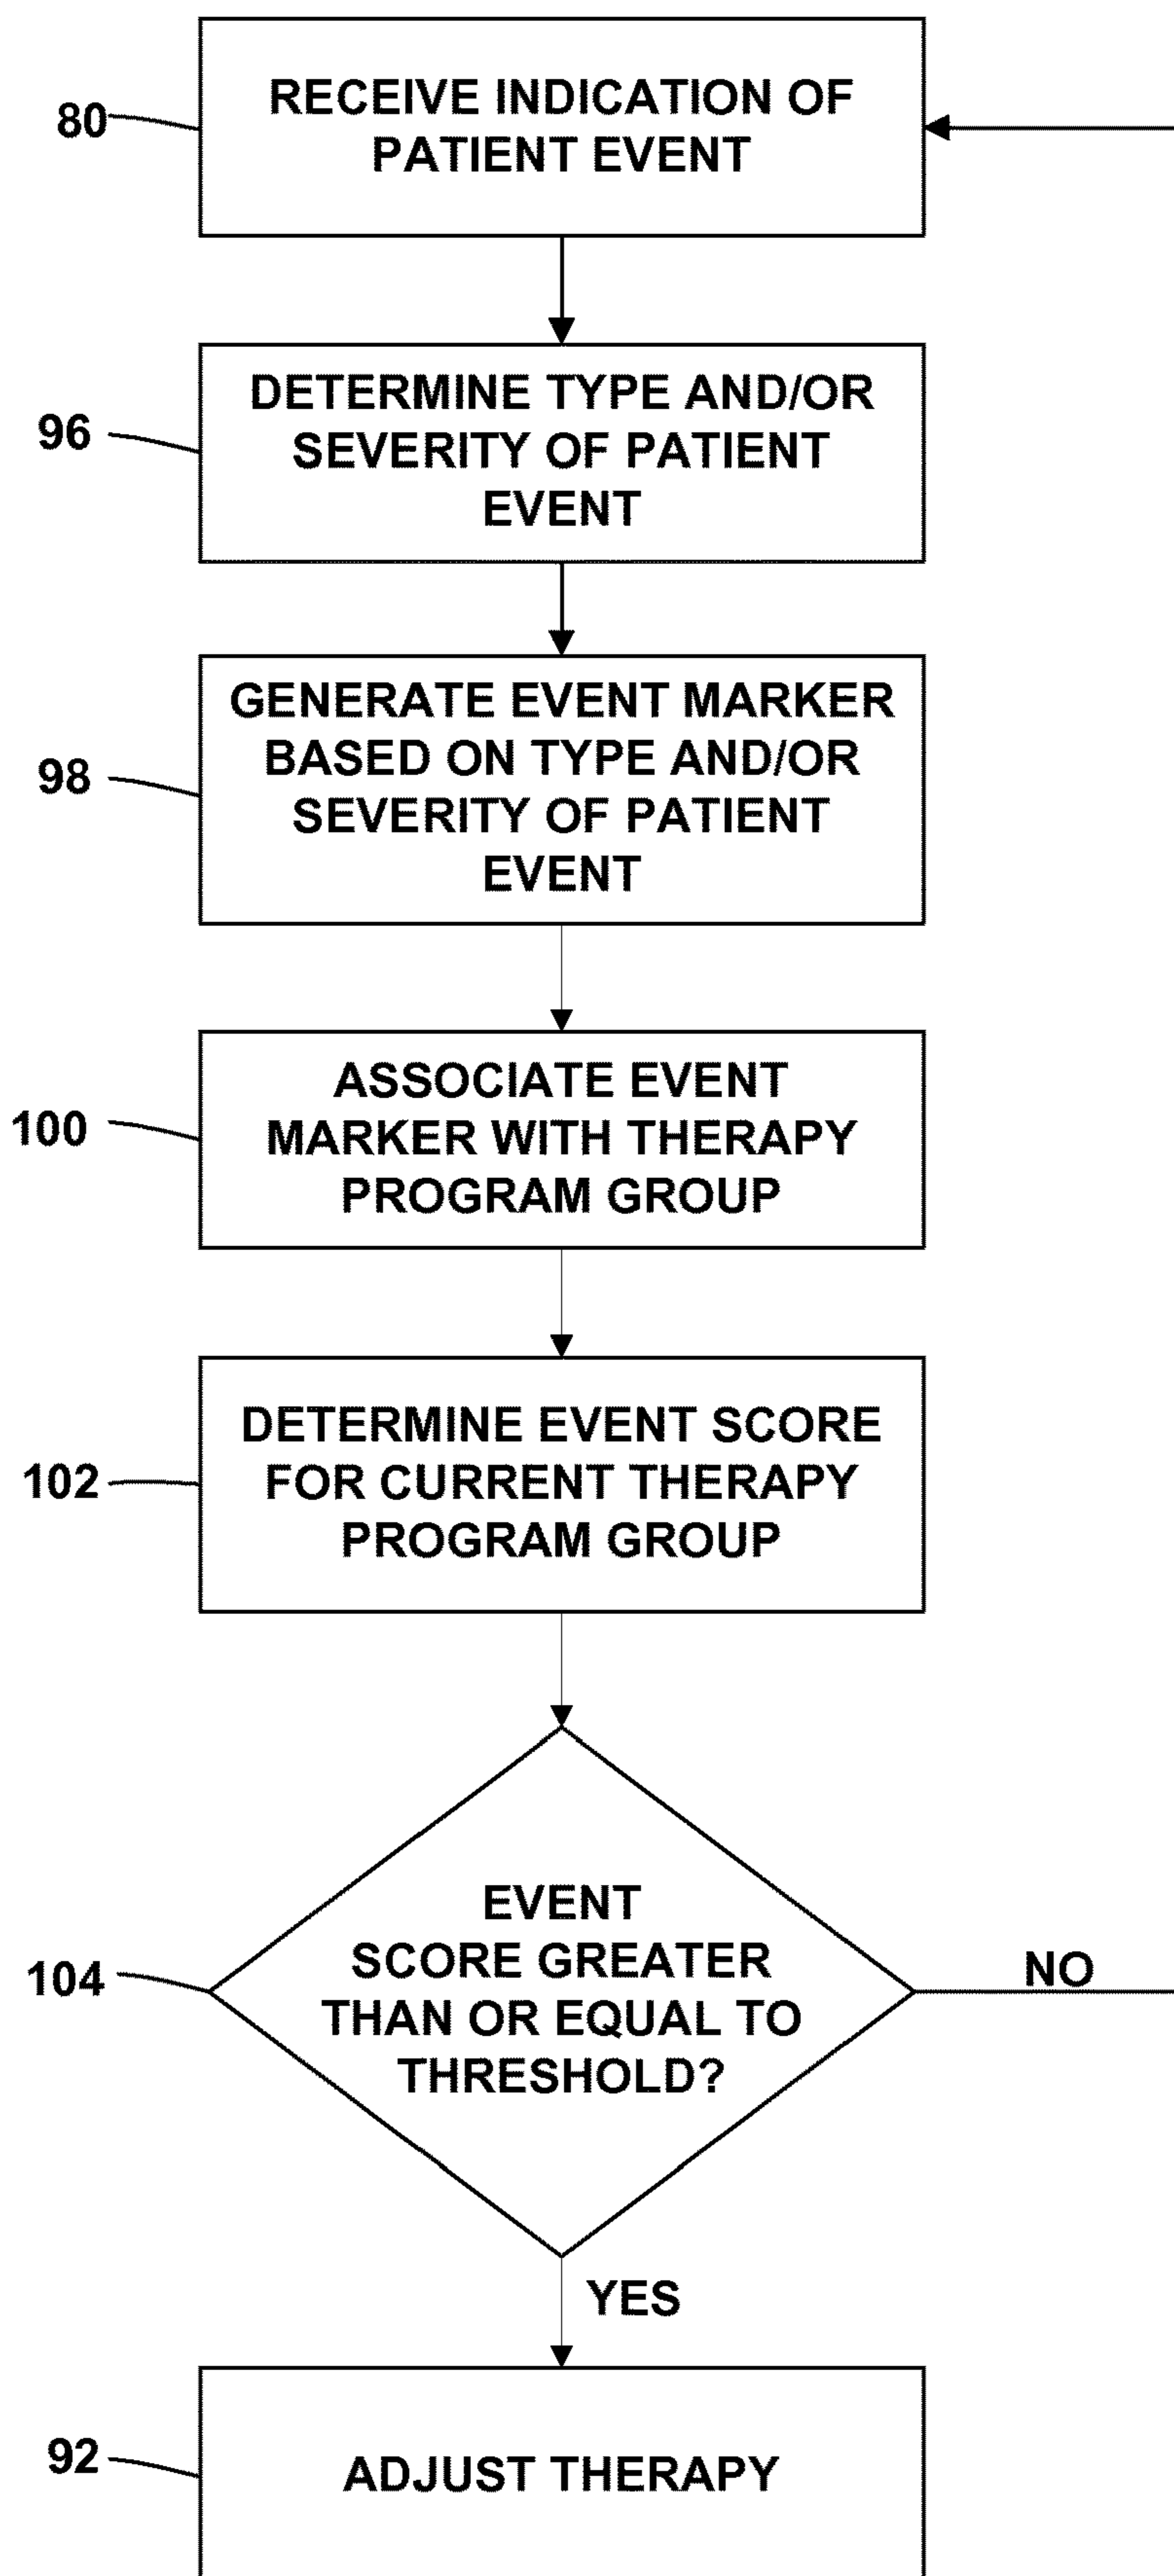 80
RECEIVE INDICATION OF
PATIENT EVENT
96
DETERMINE TYPE AND/OR
SEVERITY OF PATIENT
EVENT
98
GENERATE EVENT MARKER
BASED ON TYPE AND/OR
SEVERITY OF PATIENT
EVENT
100
ASSOCIATE EVENT
MARKER WITH THERAPY
PROGRAM GROUP
102
DETERMINE EVENT SCORE
FOR CURRENT THERAPY
PROGRAM GROUP
104
EVENT
SCORE GREATER
THAN OR EQUAL TO
THRESHOLD?
NO
YES
92
ADJUST THERAPY